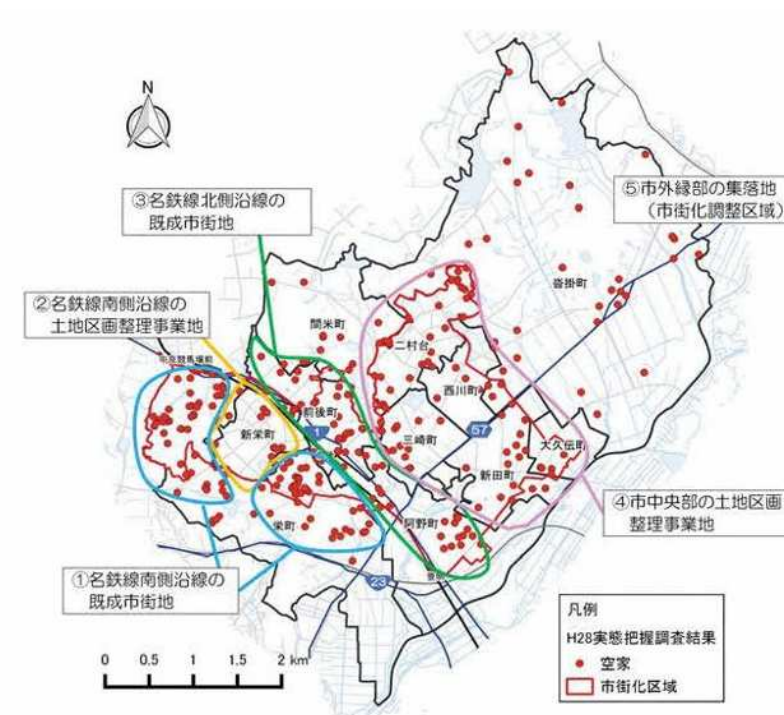 N
③名鉄線北側沿線の
既成市街地
⑤市外縁部の集落地
(市街化調整区域)
②名鉄線南側沿線の
土地区画整理事業地
中京競馬場前
間米町
沓掛町
二村台
西川町
前後町
新栄町
1
三崎町
57
大久伝町
新田町
阿野町
栄町
④市中央部の土地区画
整理事業地
①名鉄線南側沿線の
既成市街地
23
0 0.5 1 1.5 2 km
凡例
H28実態把握調査結果
空家
市街化区域